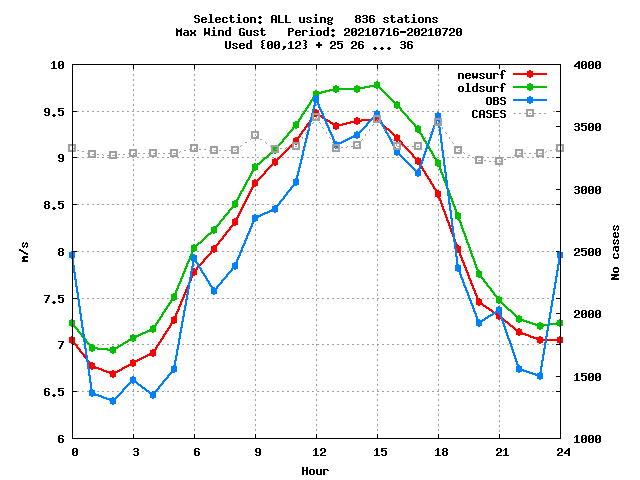 Selection: ALL using   836 stations
Max Wind Gust   Period: 20210716-20210720
Used {00,12} + 25 26 ... 36
newsurf
oldsurf
OBS
CASES
10
9.5
9
8.5
8
7.5
7
6.5
6
4000
3500
3000
2500
2000
1500
1000
m/s
No cases
0
3
6
9
12
15
18
21
24
Hour